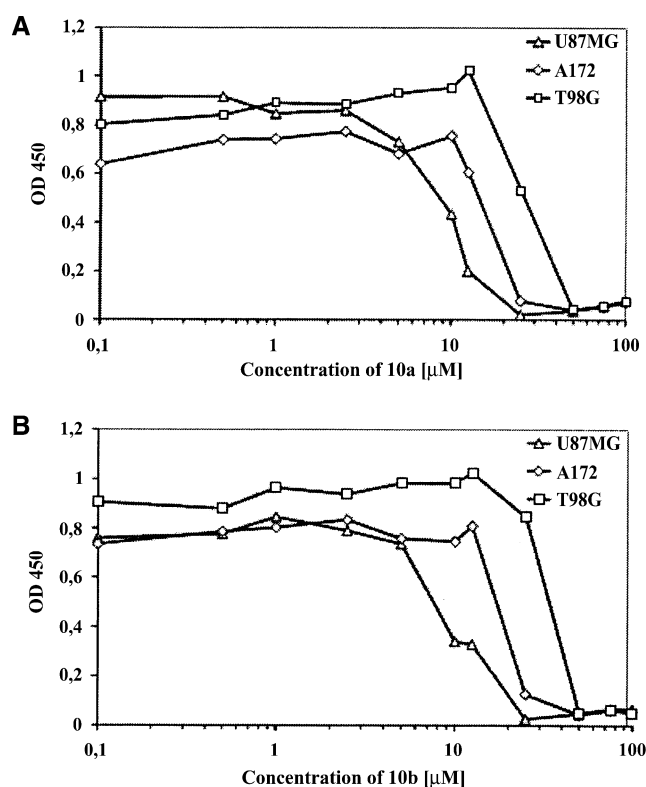 A
1,2
1
0,8
0,6
0,4
0,2
0
OD 450
U87MG
A172
T98G
0,1
1
10
100
Concentration of 10a [μM]
B
1,2
1
0,8
0,6
0,4
0,2
0
OD 450
U87MG
A172
T98G
0,1
1
10
100
Concentration of 10b [μM]